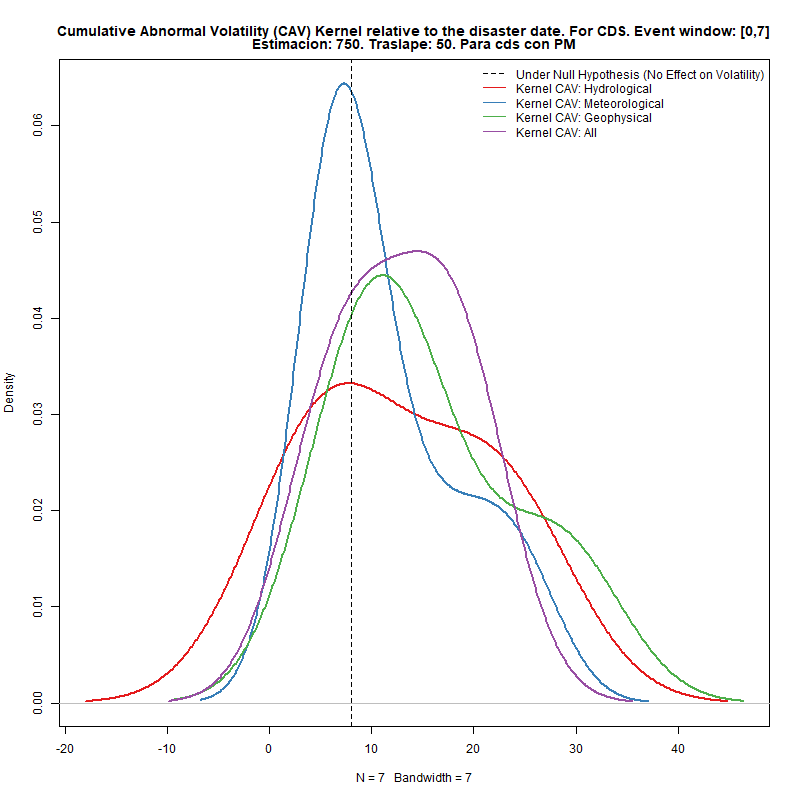 Cumulative Abnormal Volatility (CAV) Kernel relative to the disaster date. For CDS. Event window: [0,7]
Estimacion: 750. Traslape: 50. Para cds con PM
Under Null Hypothesis (No Effect on Volatility)
Kernel CAV: Hydrological
Kernel CAV: Meteorological
Kernel CAV: Geophysical
Kernel CAV: All
Density
0.06
0.05
0.04
0.03
0.02
0.01
0.00
-20 -10 0 10 20 30 40
N = 7 Bandwidth = 7